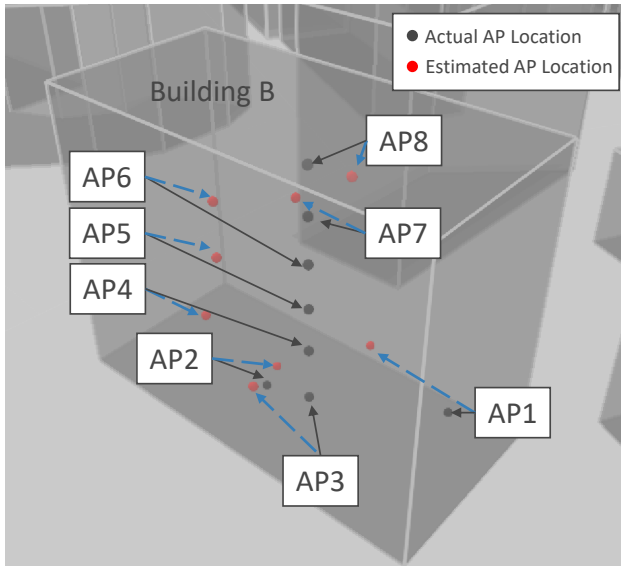 Actual AP Location
Estimated AP Location
Building B
AP8
AP6
AP5
AP7
AP4
AP2
AP1
AP3